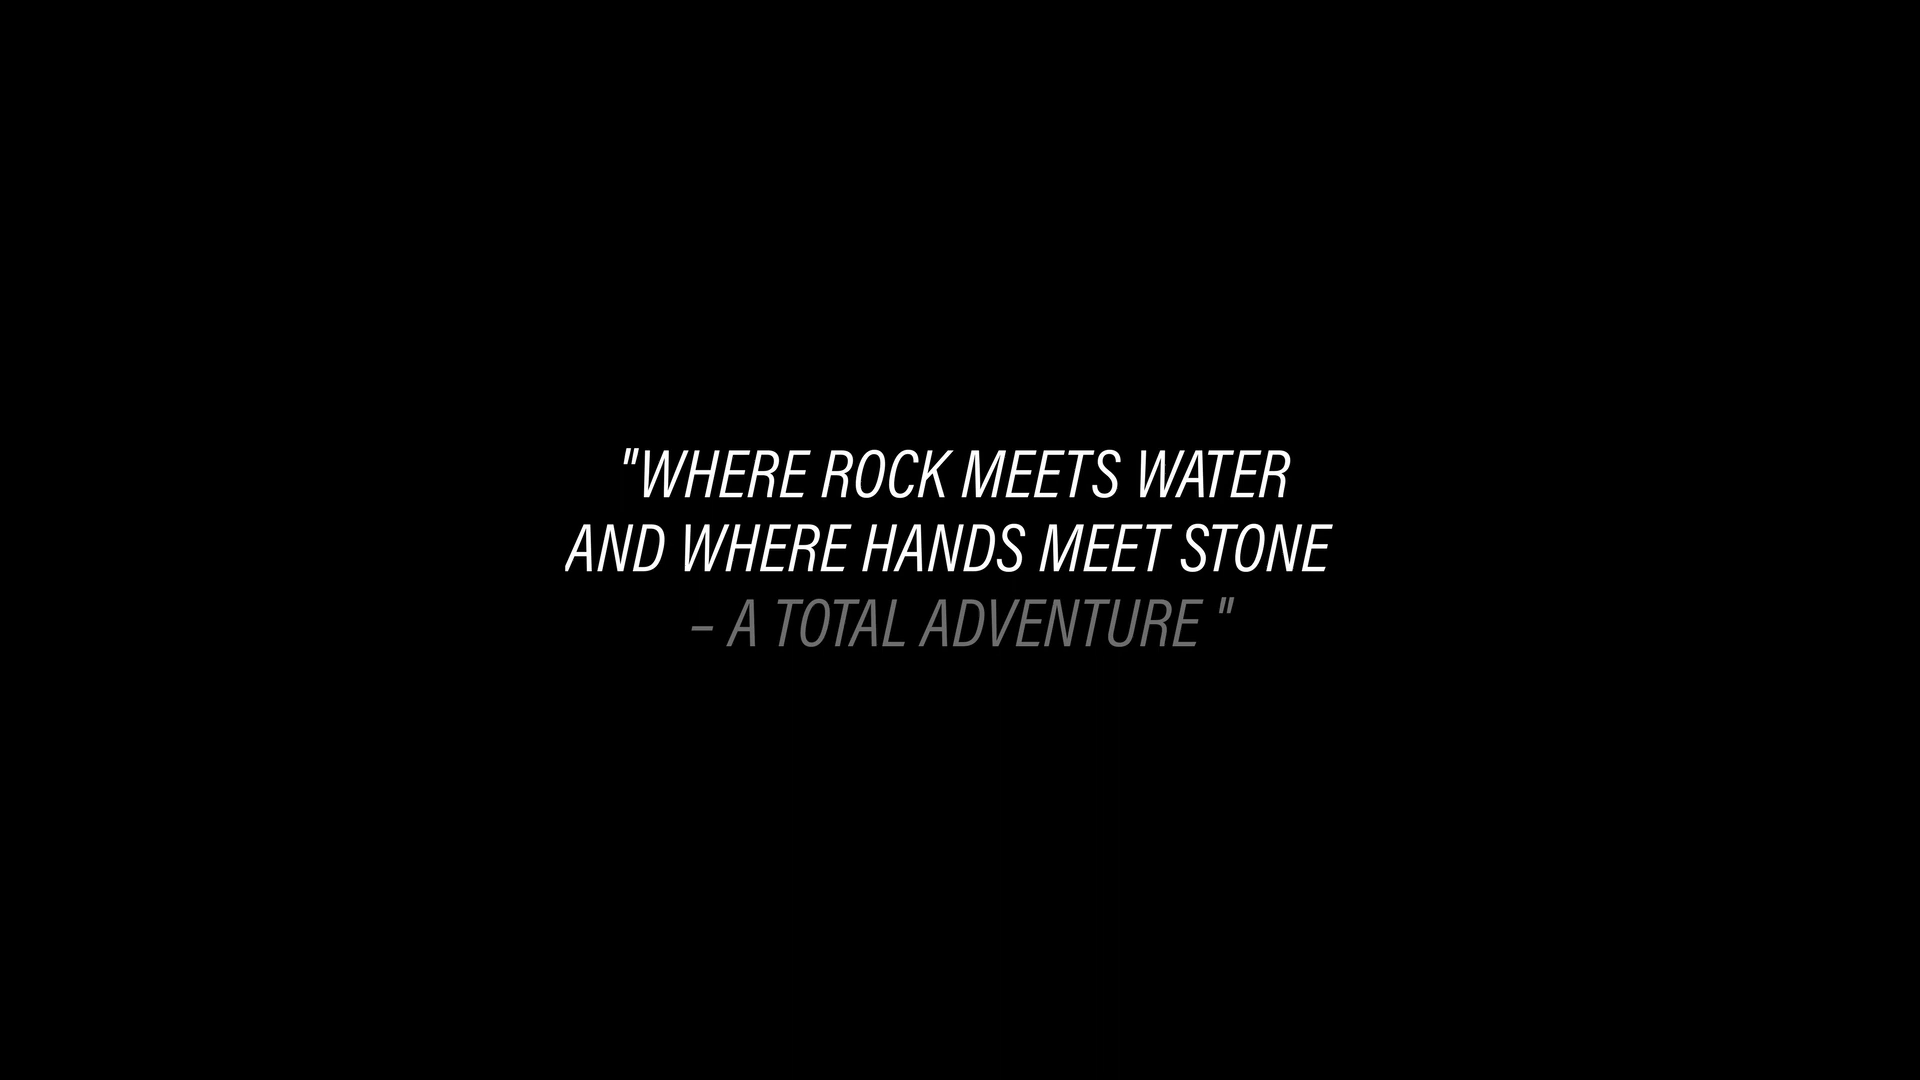 "WHERE ROCK MEETS WATER
AND WHERE HANDS MEET STONE
– A TOTAL ADVENTURE "